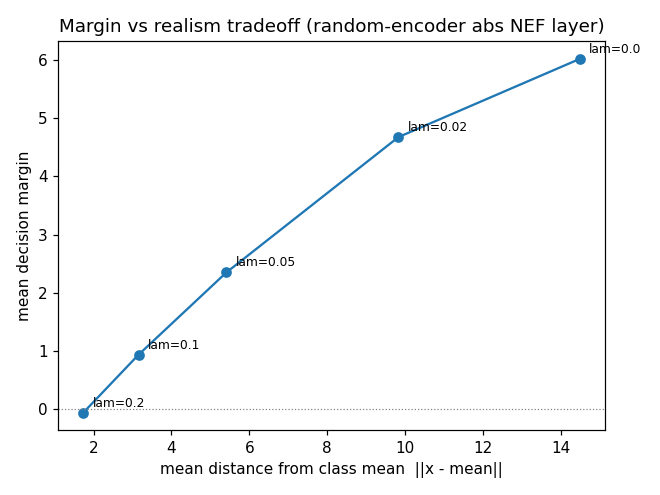 Margin vs realism tradeoff (random-encoder abs NEF layer)
mean decision margin
6
5
4
3
2
1
0
lam=0.0
lam=0.02
lam=0.05
lam=0.1
lam=0.2
2 4 6 8 10 12 14
mean distance from class mean ||x - mean||